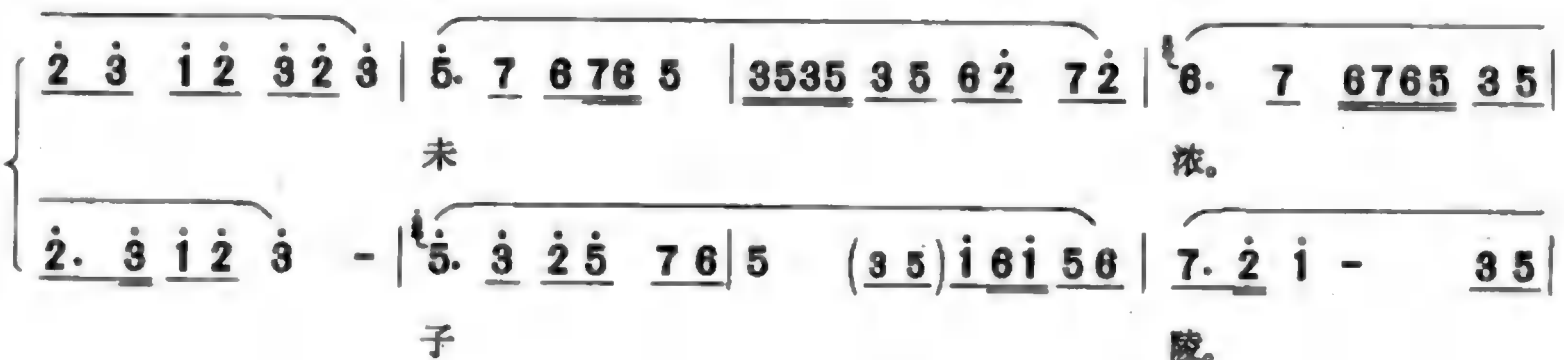 2̇ 3̇ 1̇ 2̇ 3̇ 2̇ 3̇ | 5̇. 7 6 76 5 | 3535 3 5 6 2̇ 7 2̇ | 6. 7 6765 3 5 |
未 浓。
2̇. 3̇ 1̇ 2̇ 3̇ - | 5̇. 3̇ 2̇ 5̇ 7 6 | 5 (3 5) 1̇ 61̇ 5 6 | 7. 2̇ 1̇ - 3 5 |
子 陵。